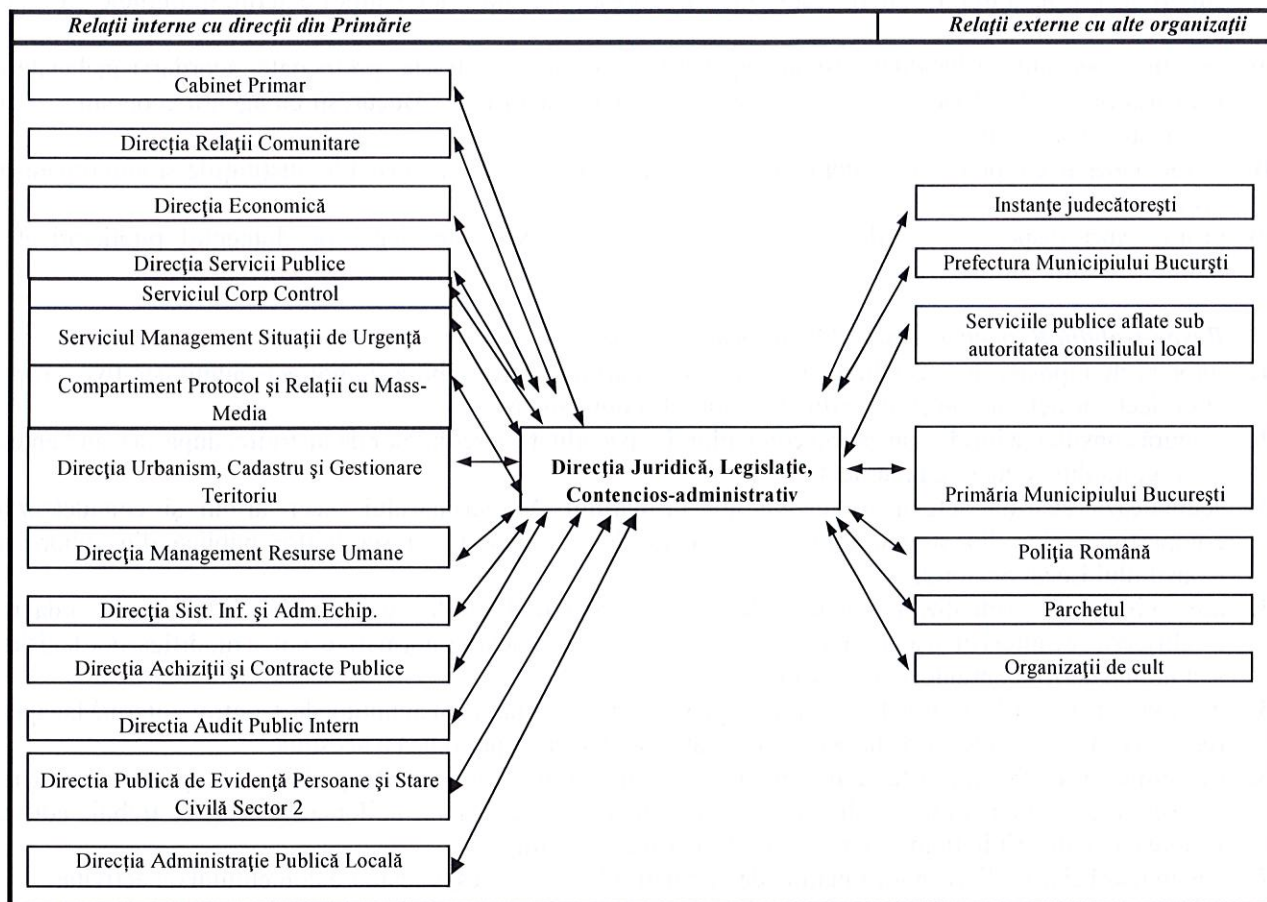 Relaţii interne cu direcţii din Primărie
Relaţii externe cu alte organizaţii
Cabinet Primar
Direcţia Relaţii Comunitare
Direcţia Economică
Direcţia Servicii Publice
Serviciul Corp Control
Serviciul Management Situații de Urgență
Compartiment Protocol și Relații cu Mass-
Media
Direcţia Urbanism, Cadastru şi Gestionare
Teritoriu
Direcţia Management Resurse Umane
Direcţia Sist. Inf. şi Adm.Echip.
Direcţia Achiziţii şi Contracte Publice
Directia Audit Public Intern
Directia Publică de Evidenţă Persoane şi Stare
Civilă Sector 2
Direcţia Administraţie Publică Locală
Direcţia Juridică, Legislaţie,
Contencios-administrativ
Instanţe judecătoreşti
Prefectura Municipiului Bucurşti
Serviciile publice aflate sub
autoritatea consiliului local
Primăria Municipiului Bucureşti
Poliţia Română
Parchetul
Organizaţii de cult